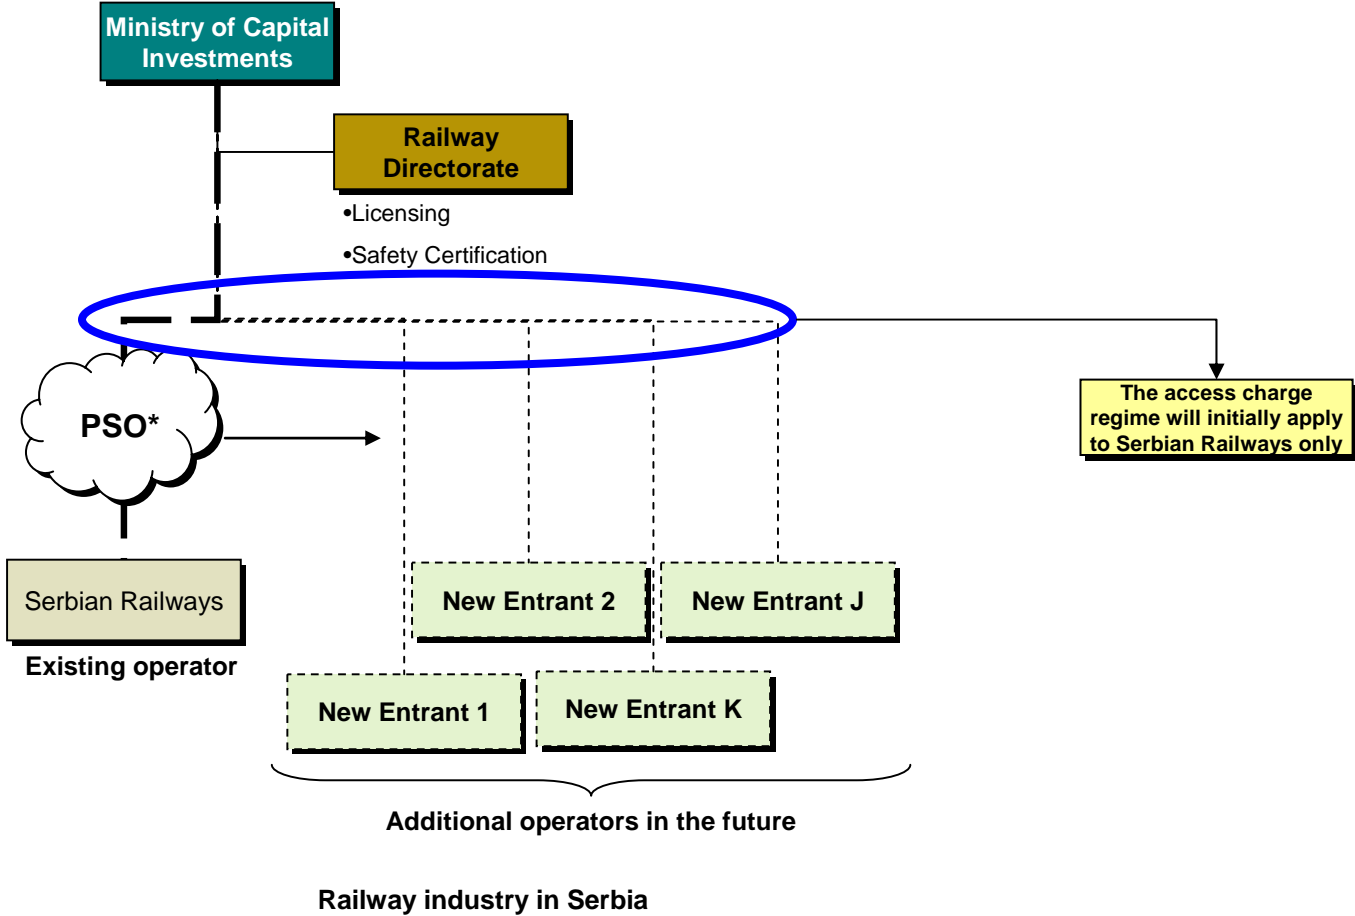 Ministry of Capital
Investments
Railway
Directorate
•Licensing
•Safety Certification
The access charge
regime will initially apply
to Serbian Railways only
PSO*
Serbian Railways
Existing operator
New Entrant 2
New Entrant J
New Entrant 1
New Entrant K
Additional operators in the future
Railway industry in Serbia